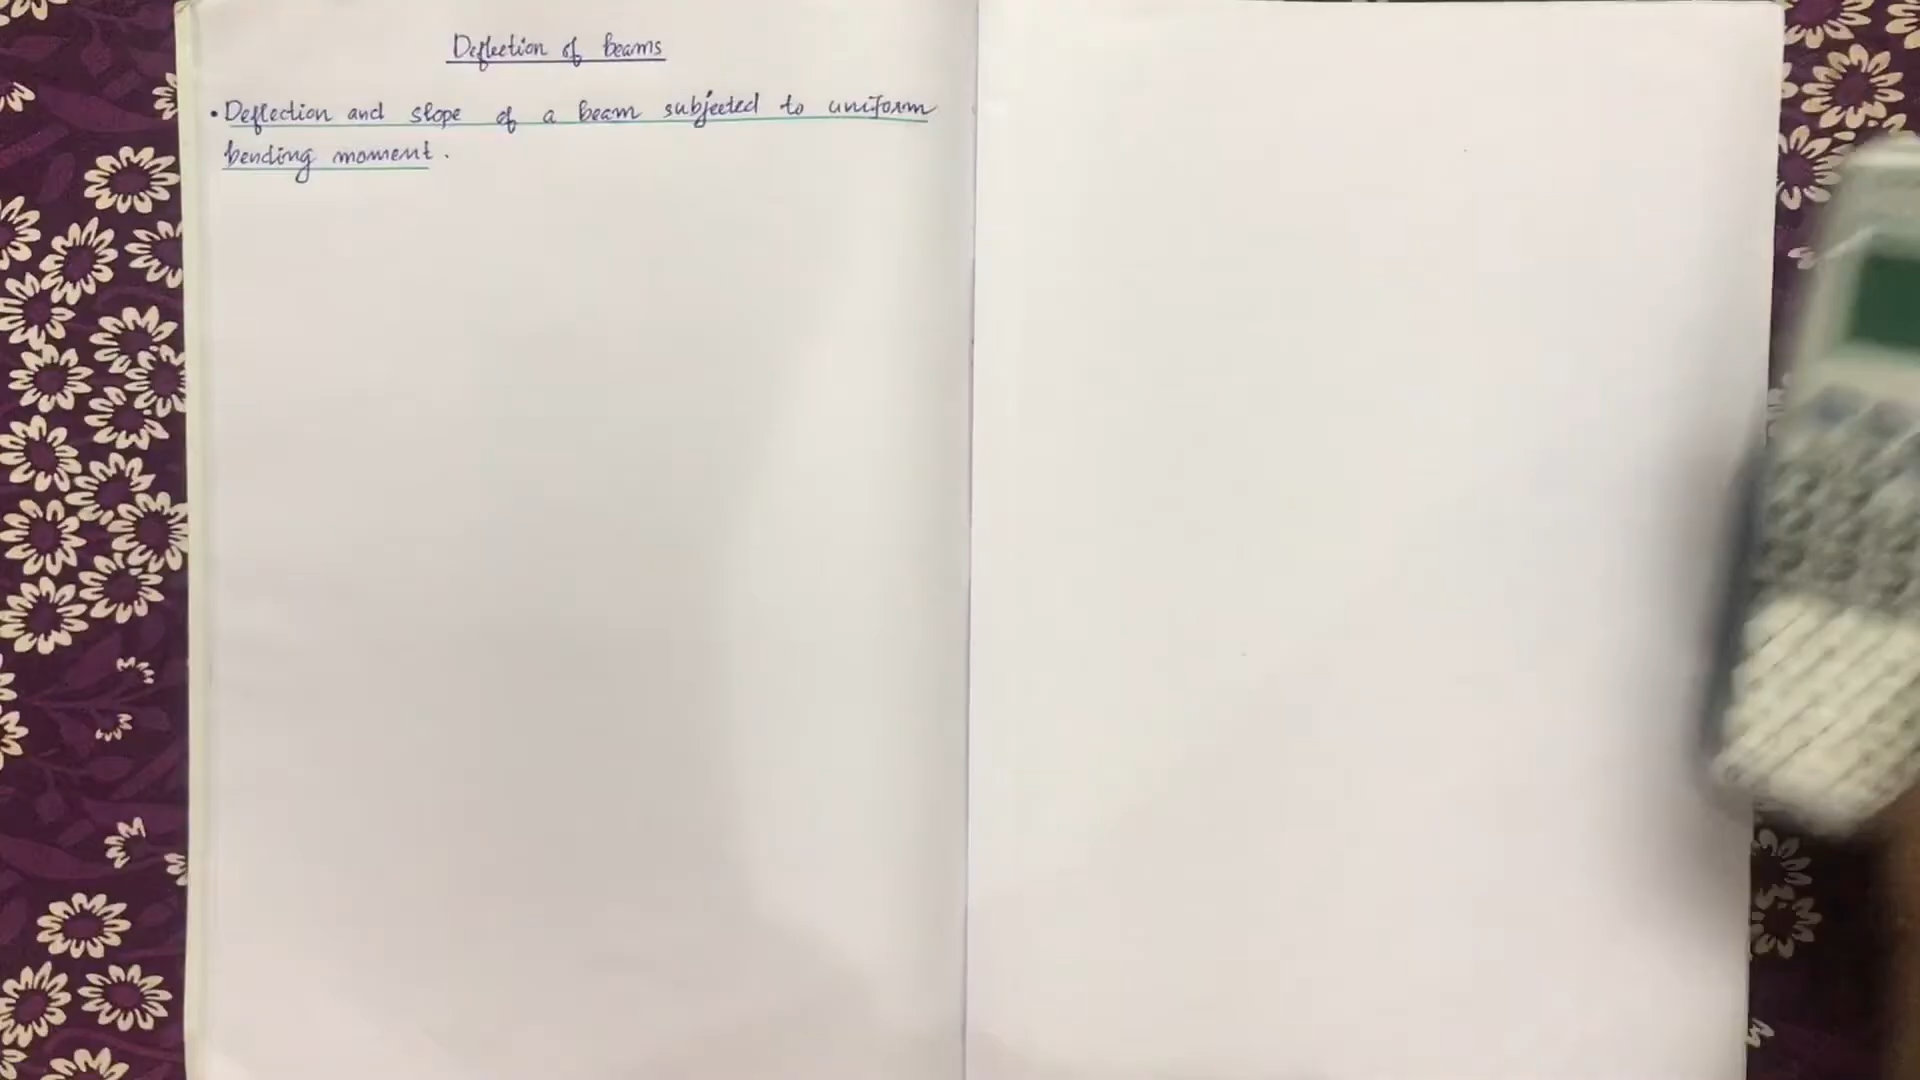 Deflection of beams
• Deflection and slope of a beam subjected to uniform
bending moment.